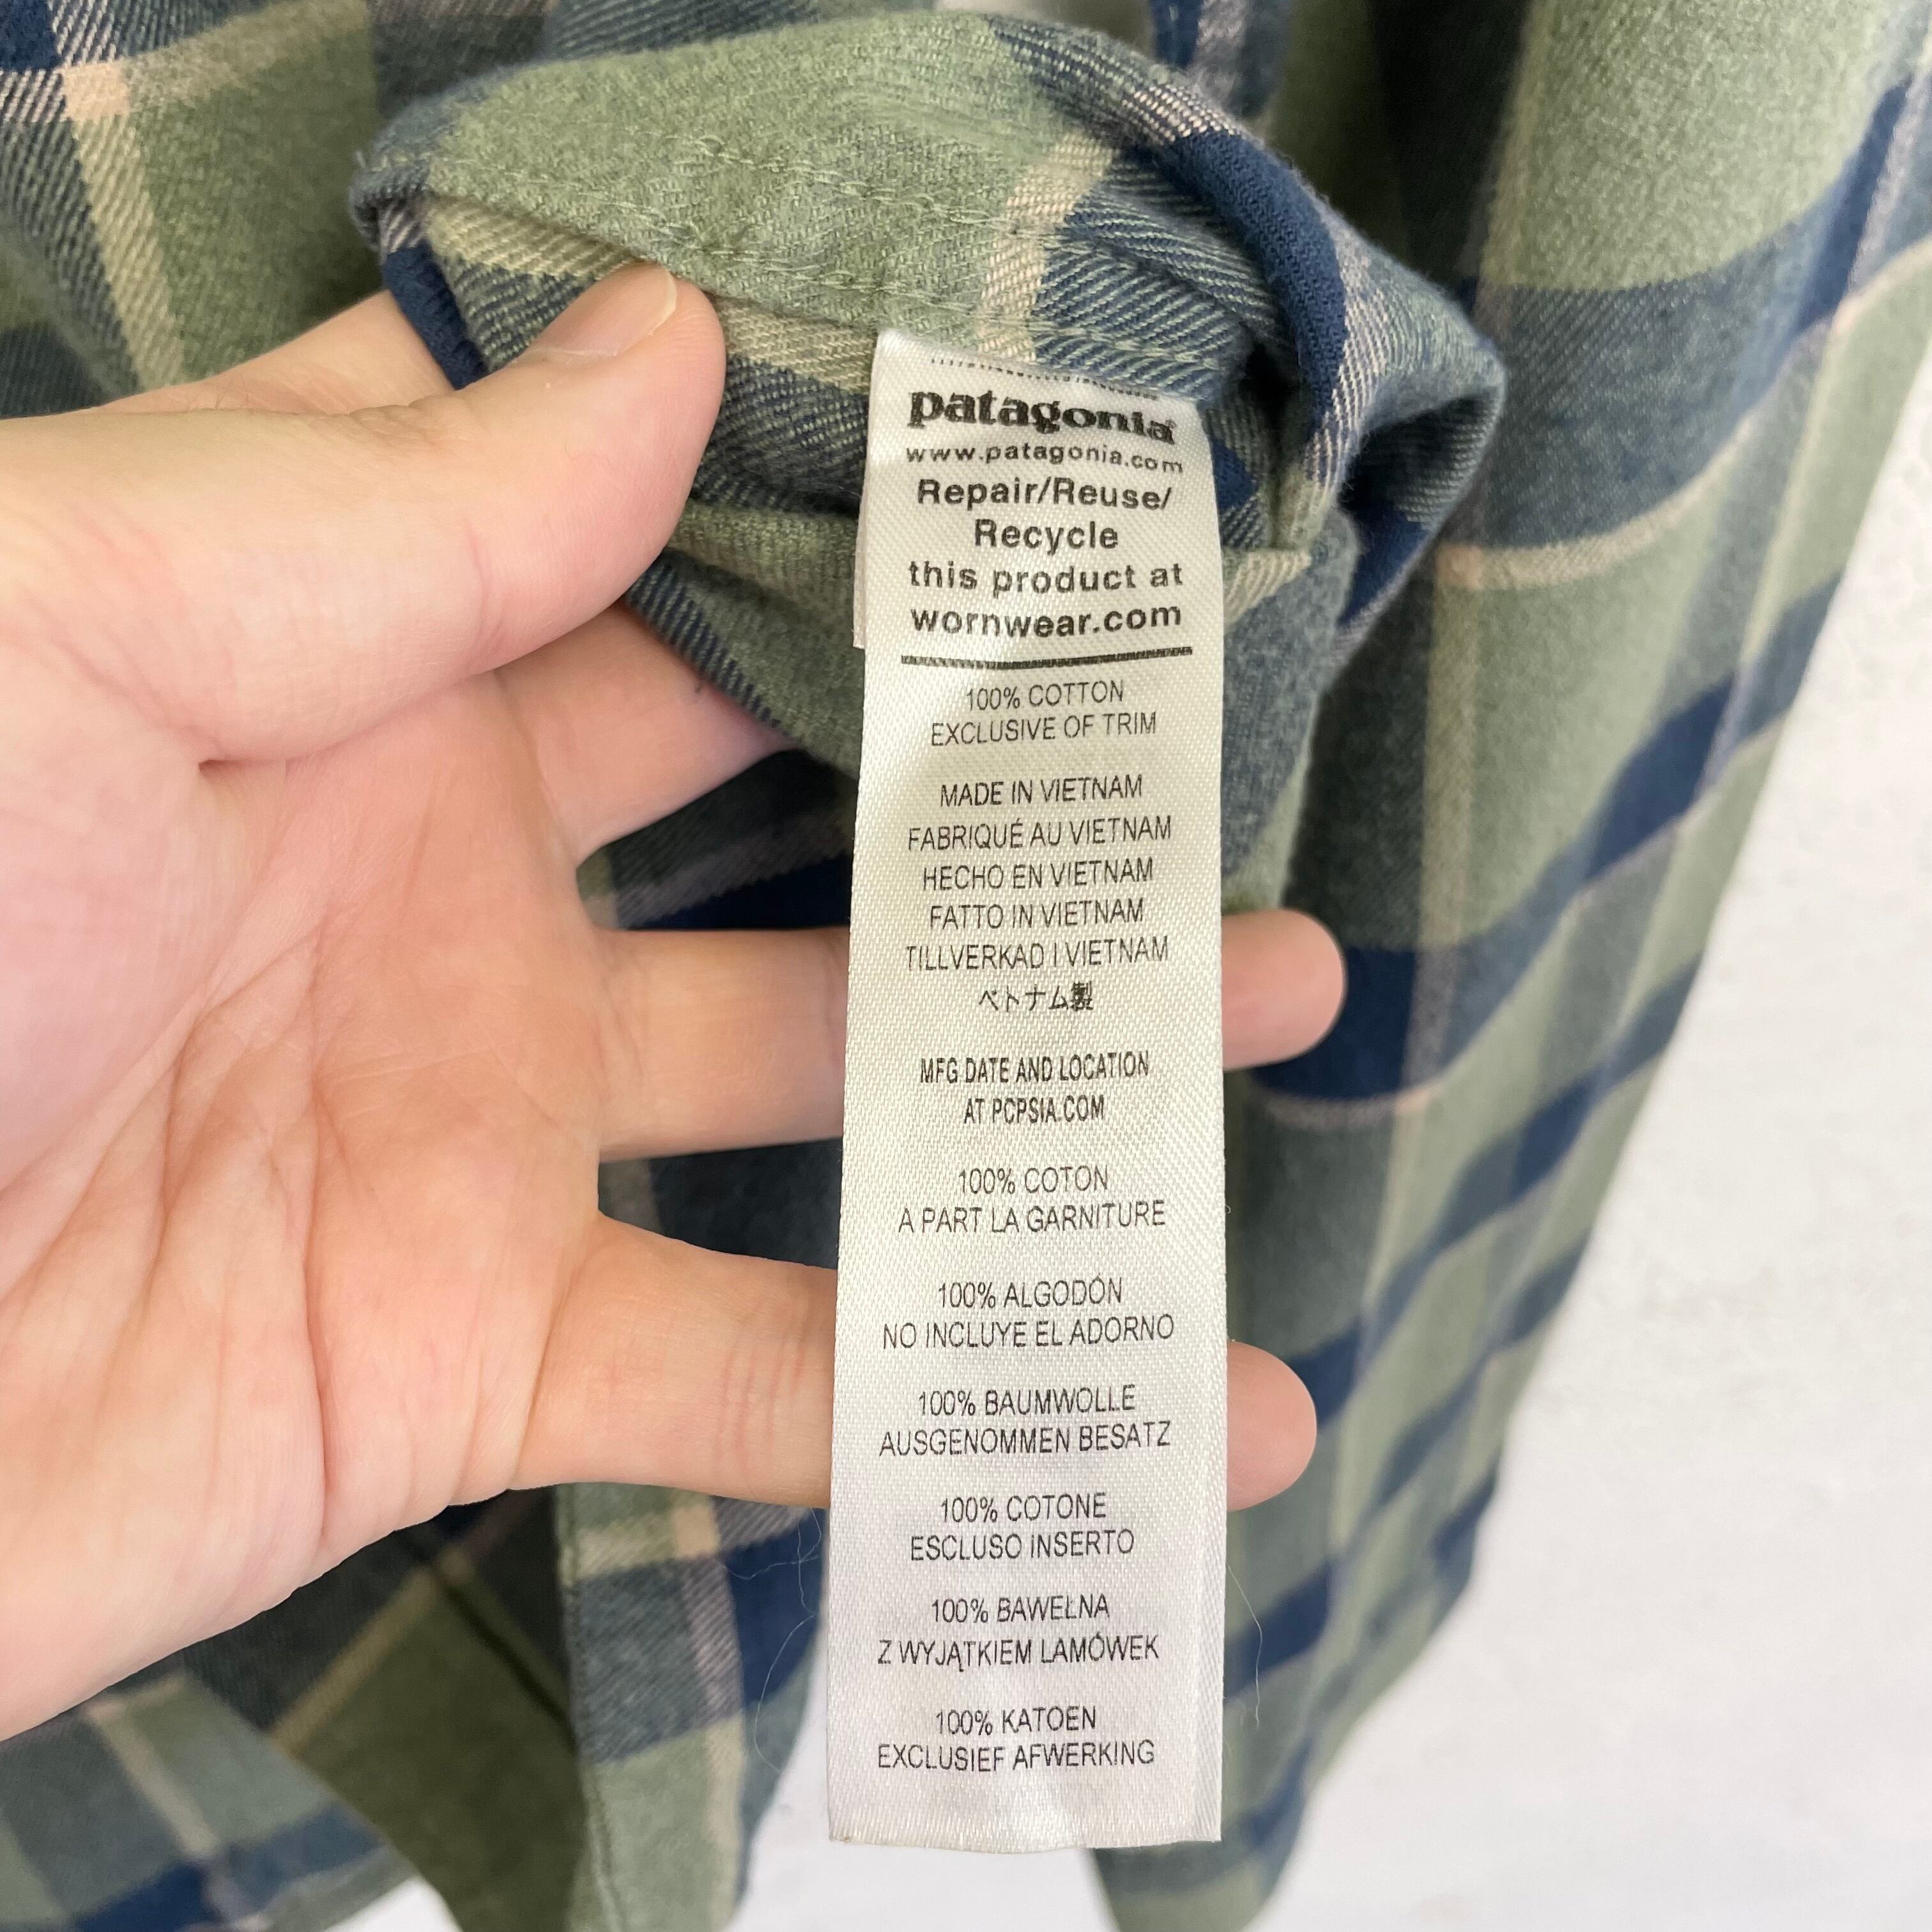 patagonia®
www.patagonia.com
Repair/Reuse/
Recycle
this product at
wornwear.com
100% COTTON
EXCLUSIVE OF TRIM
MADE IN VIETNAM
FABRIQUÉ AU VIETNAM
HECHO EN VIETNAM
FATTO IN VIETNAM
TILLVERKAD I VIETNAM
ベトナム製
MFG DATE AND LOCATION
AT PCPSIA.COM
100% COTON
A PART LA GARNITURE
100% ALGODÓN
NO INCLUYE EL ADORNO
100% BAUMWOLLE
AUSGENOMMEN BESATZ
100% COTONE
ESCLUSO INSERTO
100% BAWEŁNA
Z WYJĄTKIEM LAMÓWEK
100% KATOEN
EXCLUSIEF AFWERKING